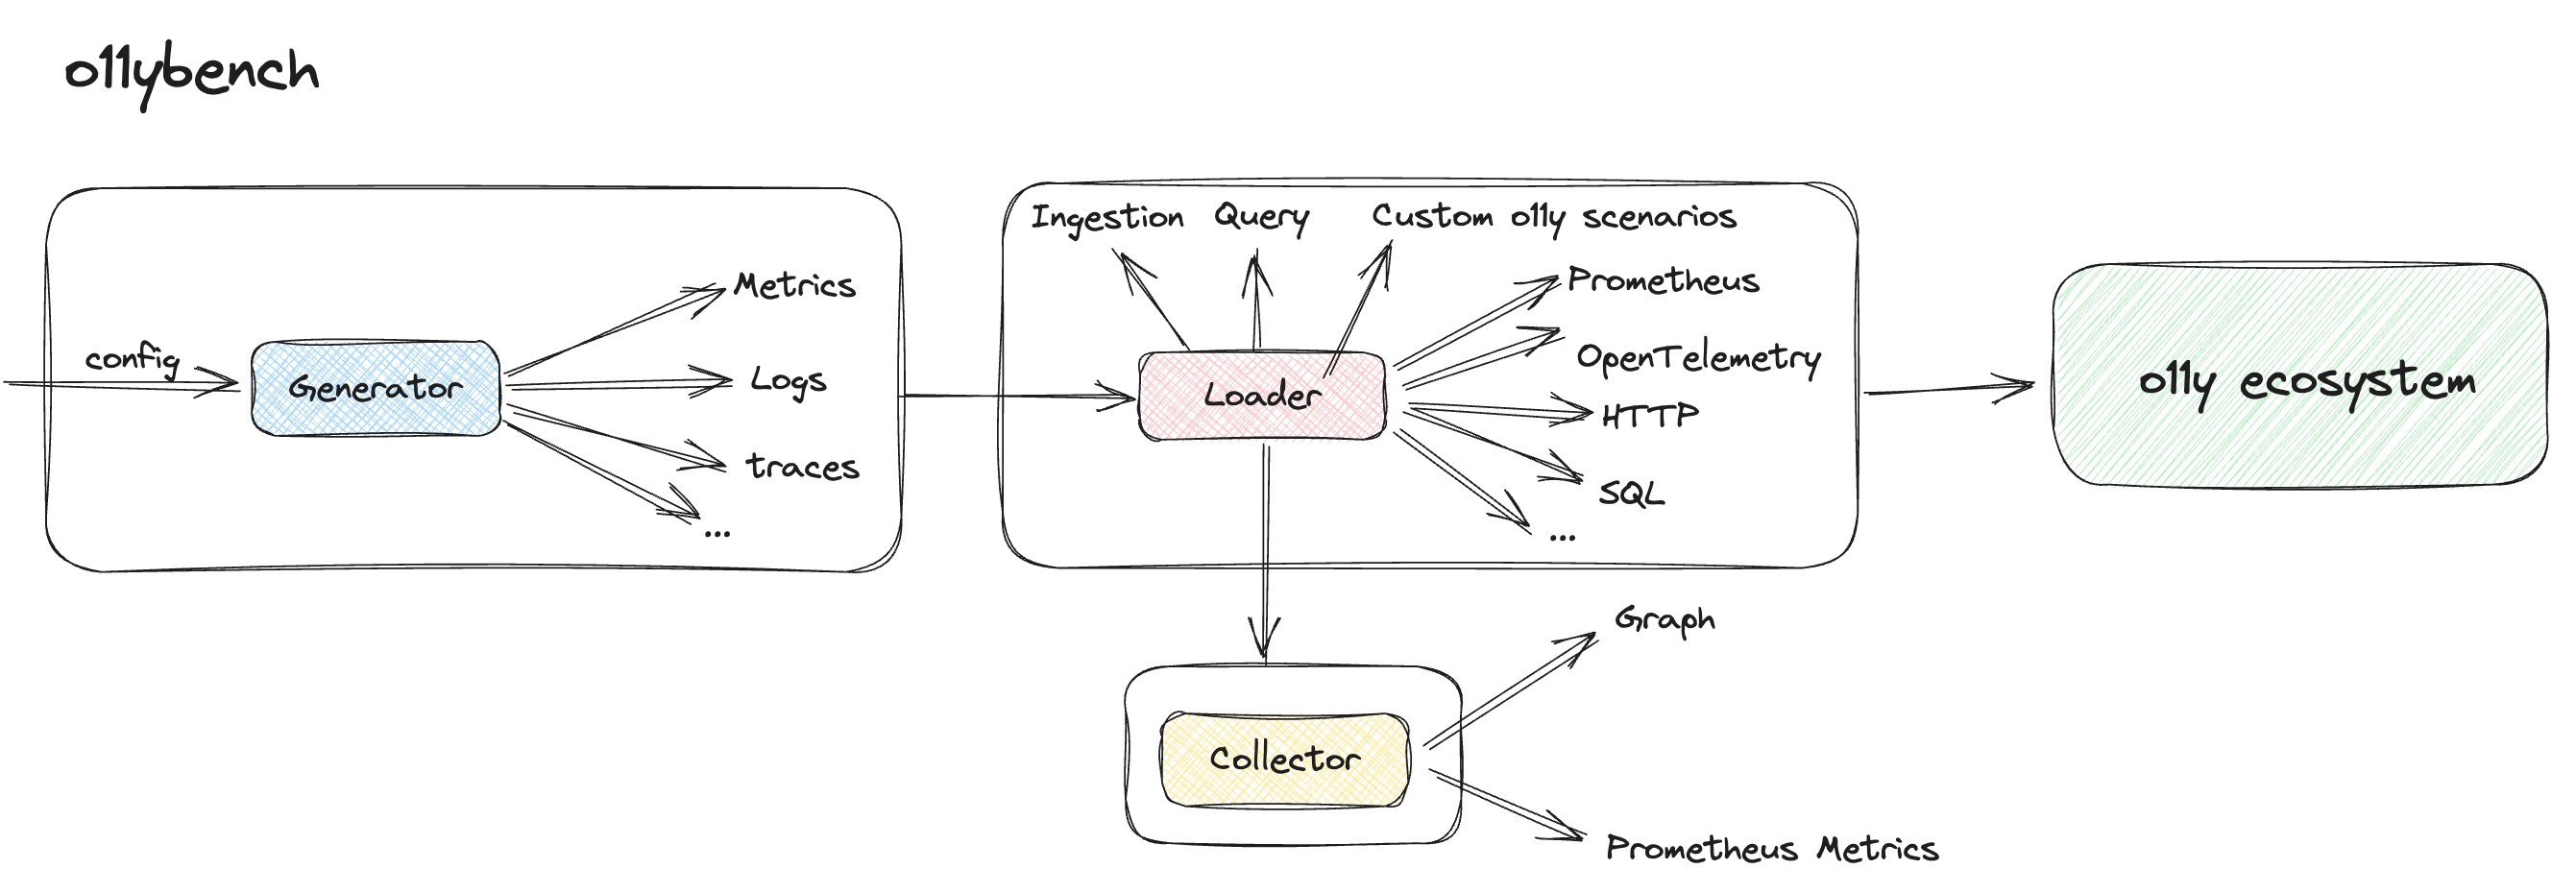 o11ybench
config
Generator
Metrics
Logs
traces
...
Ingestion
Query
Custom o11y scenarios
Loader
Prometheus
OpenTelemetry
HTTP
SQL
...
o11y ecosystem
Collector
Graph
Prometheus Metrics